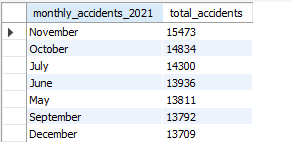 monthly_accidents_2021 total_accidents
November 15473
October 14834
July 14300
June 13936
May 13811
September 13792
December 13709